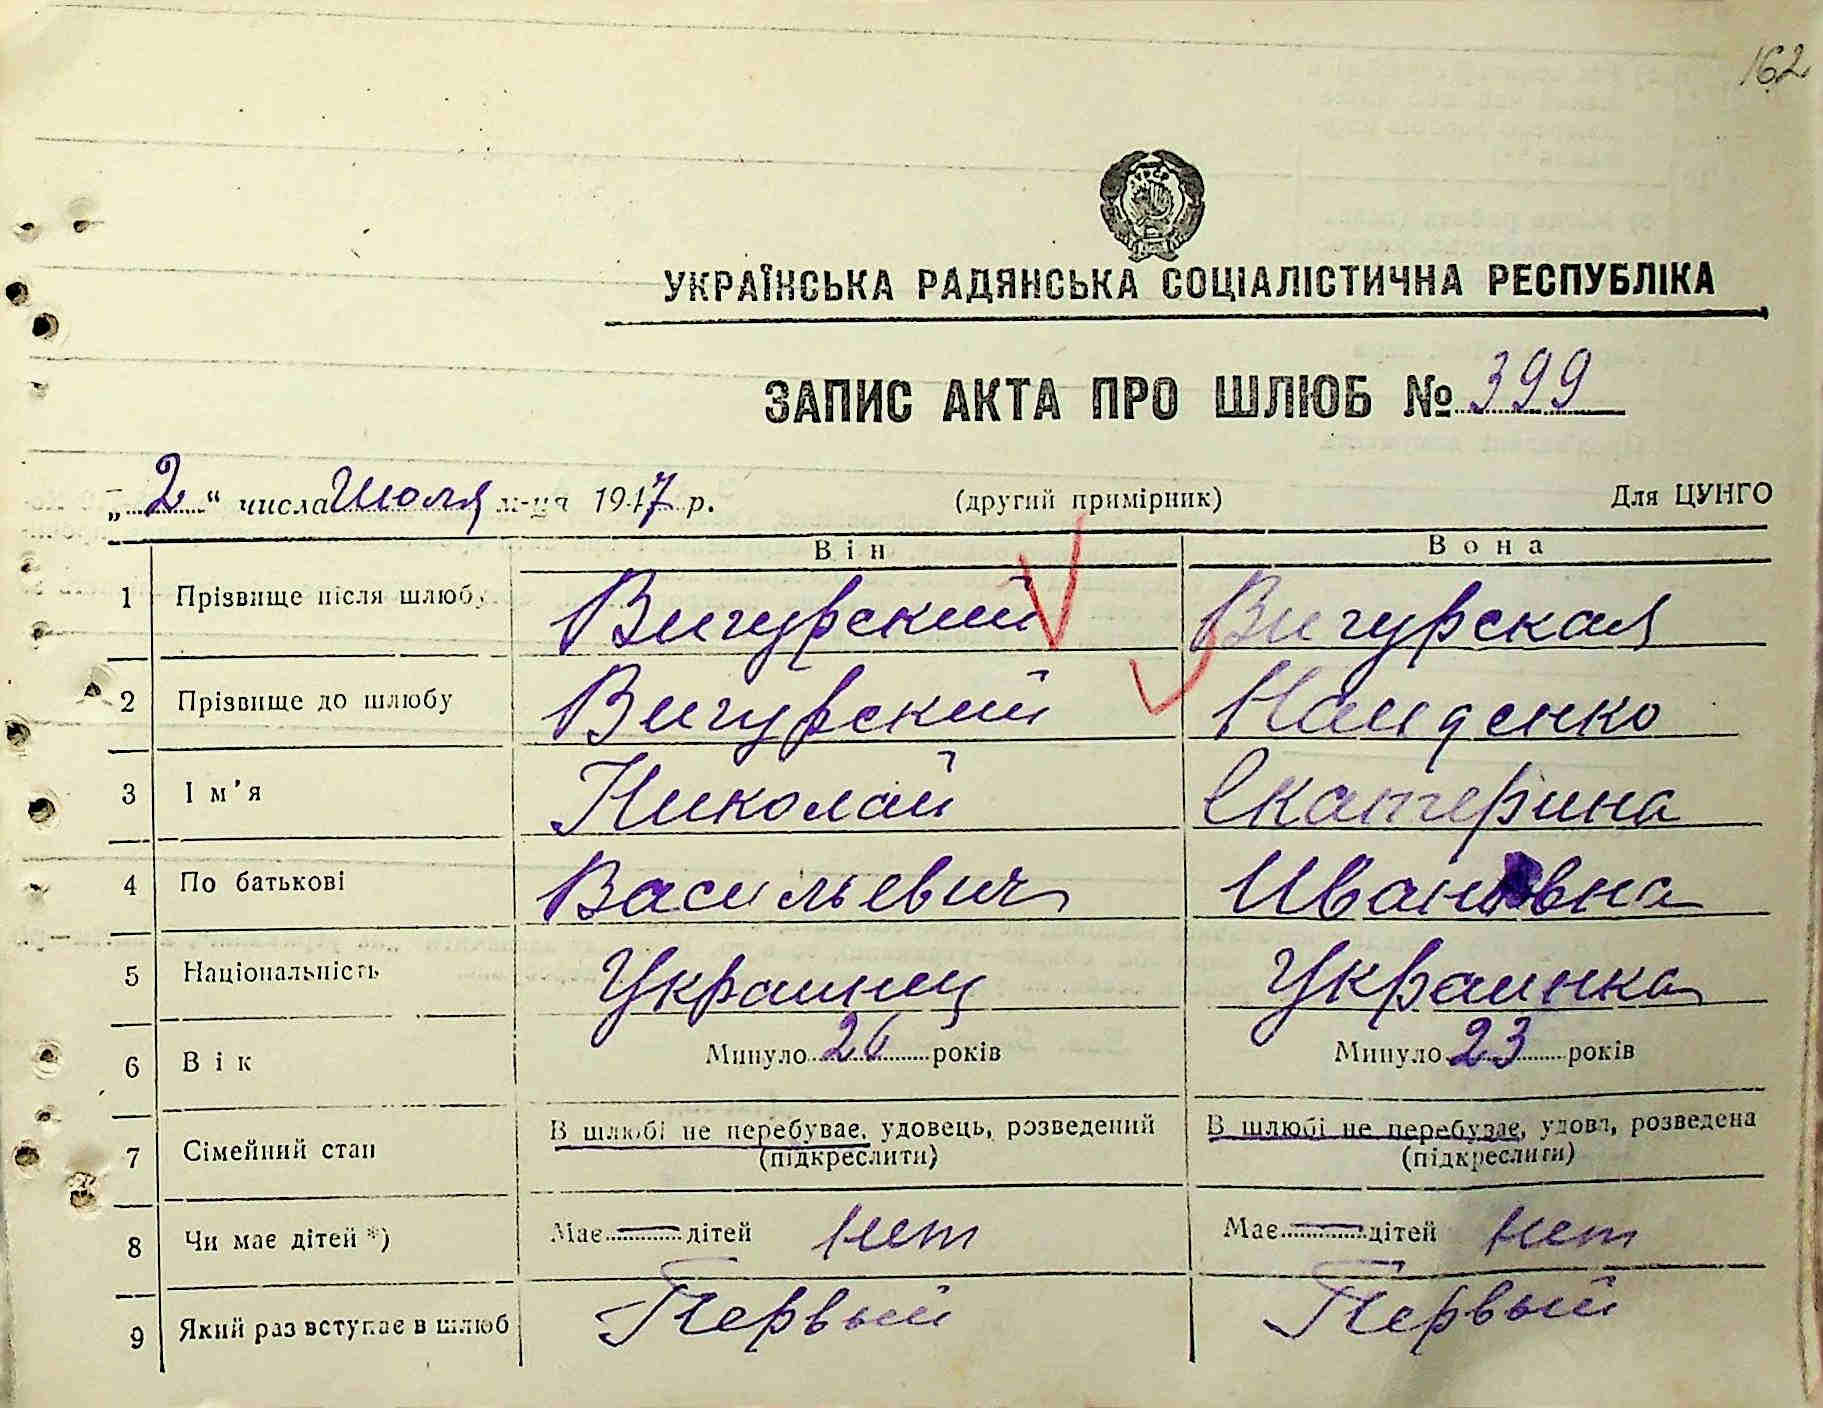 162
УКРАЇНСЬКА РАДЯНСЬКА СОЦІАЛІСТИЧНА РЕСПУБЛІКА
ЗАПИС АКТА ПРО ШЛЮБ № 399
„2“ числа Июля м-ця 1947 р. (другий примірник) Для ЦУНГО
Він Вона
1 Прізвище після шлюбу Вигурский Вигурская
2 Прізвище до шлюбу Вигурский Найденко
3 Ім'я Николай Екатерина
4 По батькові Васильевич Ивановна
5 Національність Украинец Украинка
6 Вік Минуло 26 років Минуло 23 років
7 Сімейний стан В шлюбі не перебуває, удовець, розведений (підкреслити) В шлюбі не перебуває, удова, розведена (підкреслити)
8 Чи має дітей *) Має дітей нет Має дітей нет
9 Який раз вступає в шлюб Первый Первый